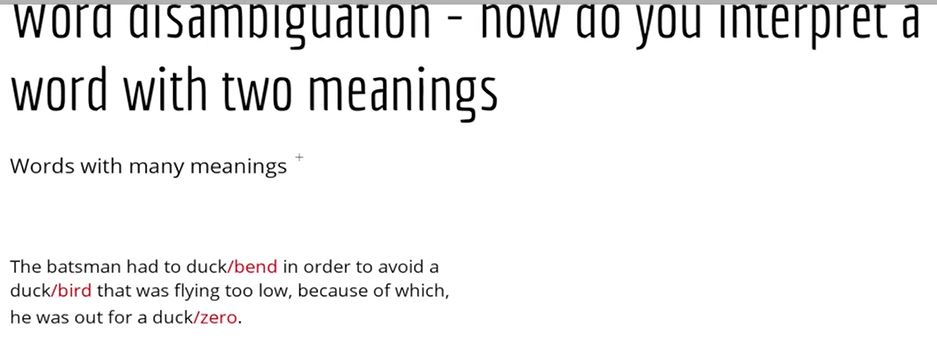 word disambiguation - how do you interpret a
word with two meanings
Words with many meanings
The batsman had to duck/bend in order to avoid a
duck/bird that was flying too low, because of which,
he was out for a duck/zero.